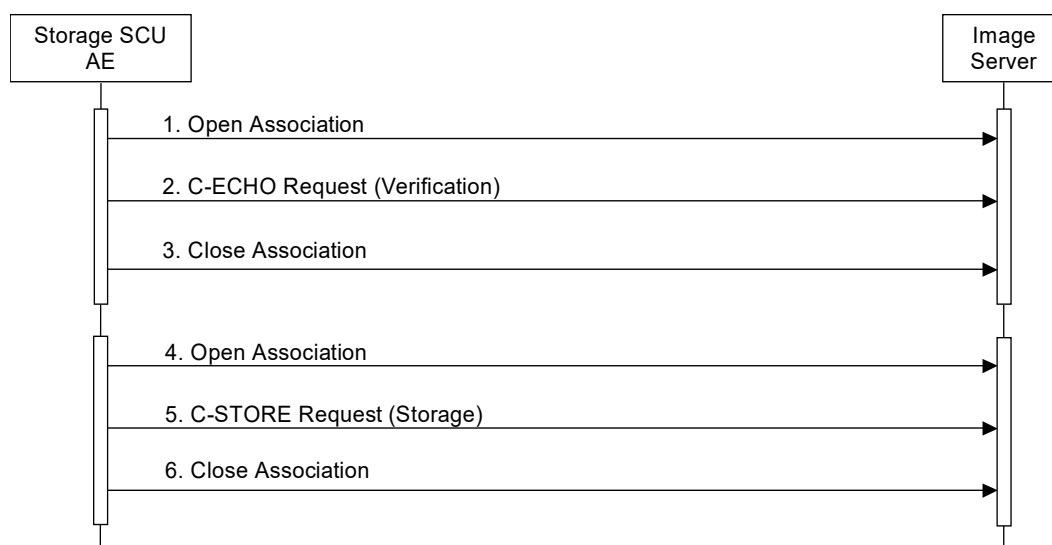 Storage SCU
AE
Image
Server
1. Open Association
2. C-ECHO Request (Verification)
3. Close Association
4. Open Association
5. C-STORE Request (Storage)
6. Close Association